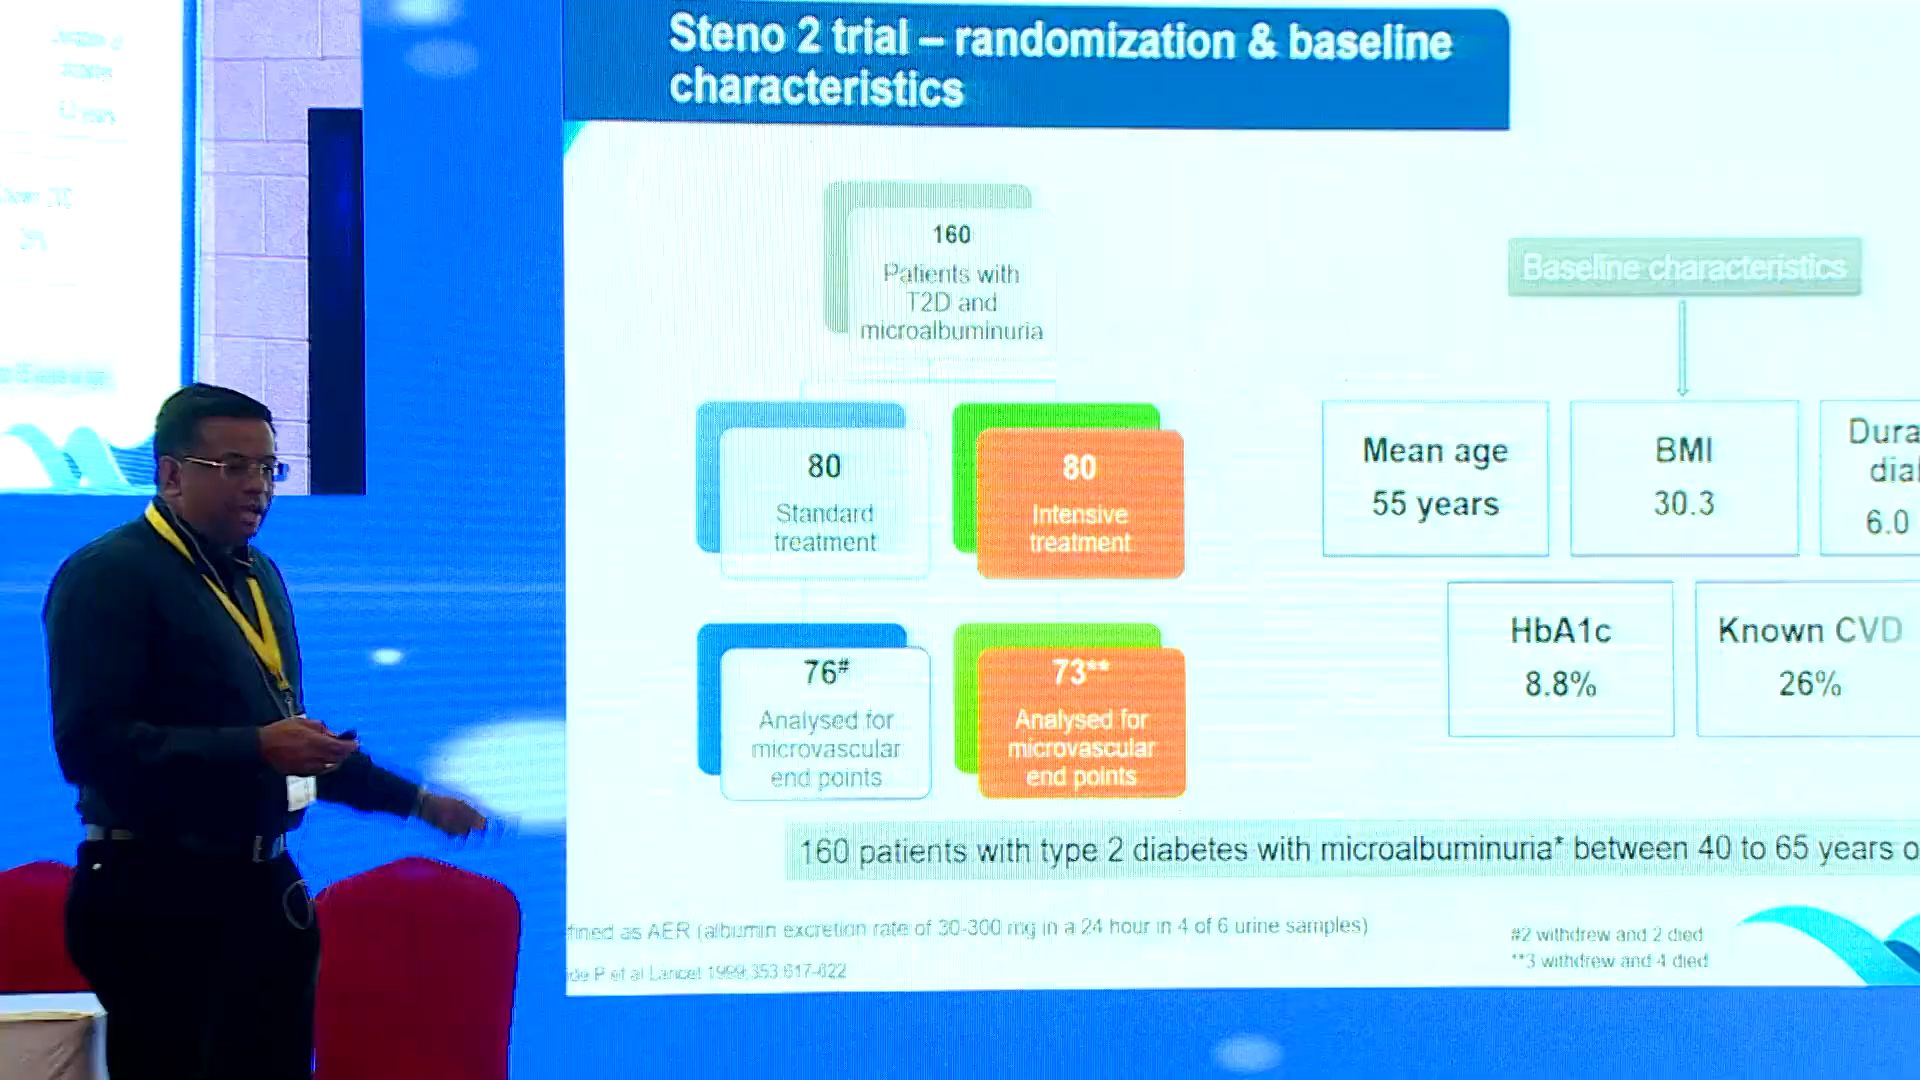 Steno 2 trial – randomization & baseline
characteristics
160
Patients with
T2D and
microalbuminuria
80
Standard
treatment
80
Intensive
treatment
76#
Analysed for
microvascular
end points
73**
Analysed for
microvascular
end points
Baseline characteristics
Mean age
55 years
BMI
30.3
Dura
dia
6.0
HbA1c
8.8%
Known CVD
26%
160 patients with type 2 diabetes with microalbuminuria* between 40 to 65 years o
fined as AER (albumin excretion rate of 30-300 mg in a 24 hour in 4 of 6 urine samples)
de P et al Lancet 1999;353:617-622
#2 withdrew and 2 died
**3 withdrew and 4 died